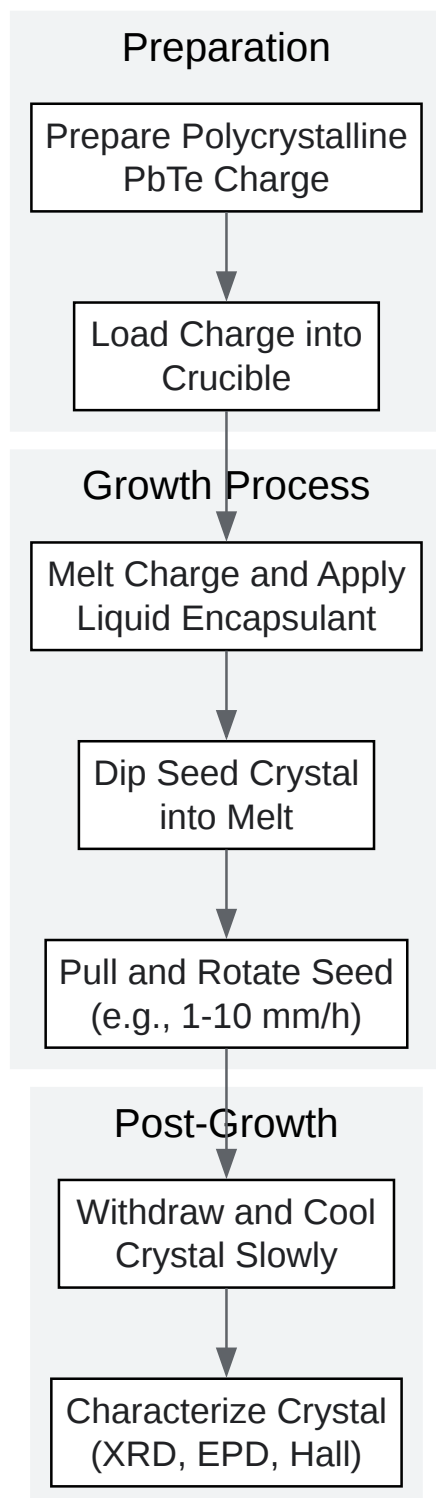 Preparation
Prepare Polycrystalline
PbTe Charge
Load Charge into
Crucible
Growth Process
Melt Charge and Apply
Liquid Encapsulant
Dip Seed Crystal
into Melt
Pull and Rotate Seed
(e.g., 1-10 mm/h)
Post-Growth
Withdraw and Cool
Crystal Slowly
Characterize Crystal
(XRD, EPD, Hall)